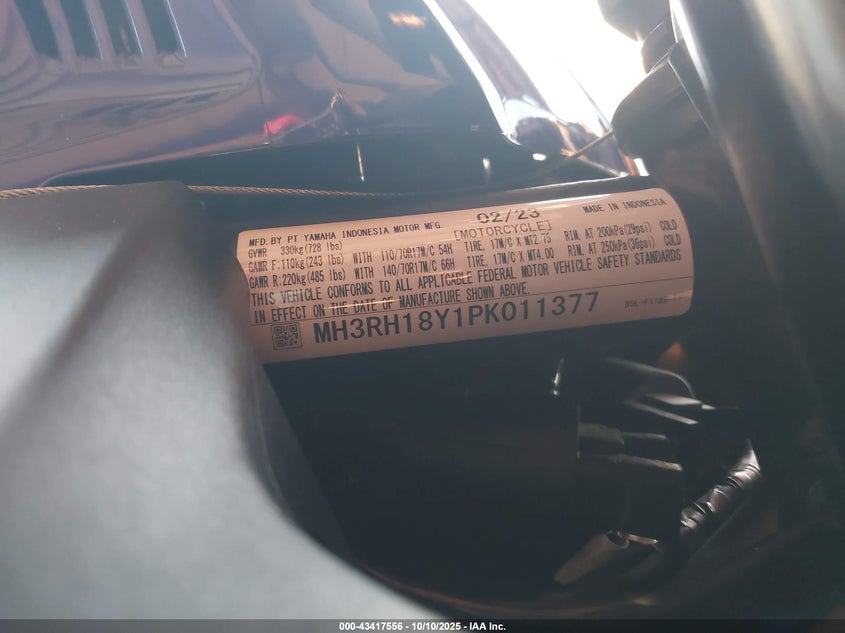 MFD. BY PT YAMAHA INDONESIA MOTOR MFG. 02/23 MADE IN INDONESIA
GVWR 330kg(728 lbs) [MOTORCYCLE]
GAWR F:110kg(243 lbs) WITH 110/70R17M/C 54H TIRE, 17M/C X MT2.75 RIM, AT 200kPa(29psi) COLD
GAWR R:220kg(485 lbs) WITH 140/70R17M/C 66H TIRE, 17M/C X MT4.00 RIM, AT 250kPa(36psi) COLD
THIS VEHICLE CONFORMS TO ALL APPLICABLE FEDERAL MOTOR VEHICLE SAFETY STANDARDS
IN EFFECT ON THE DATE OF MANUFACTURE SHOWN ABOVE.
MH3RH18Y1PK011377
000-43417556 - 10/10/2025 - IAA Inc.